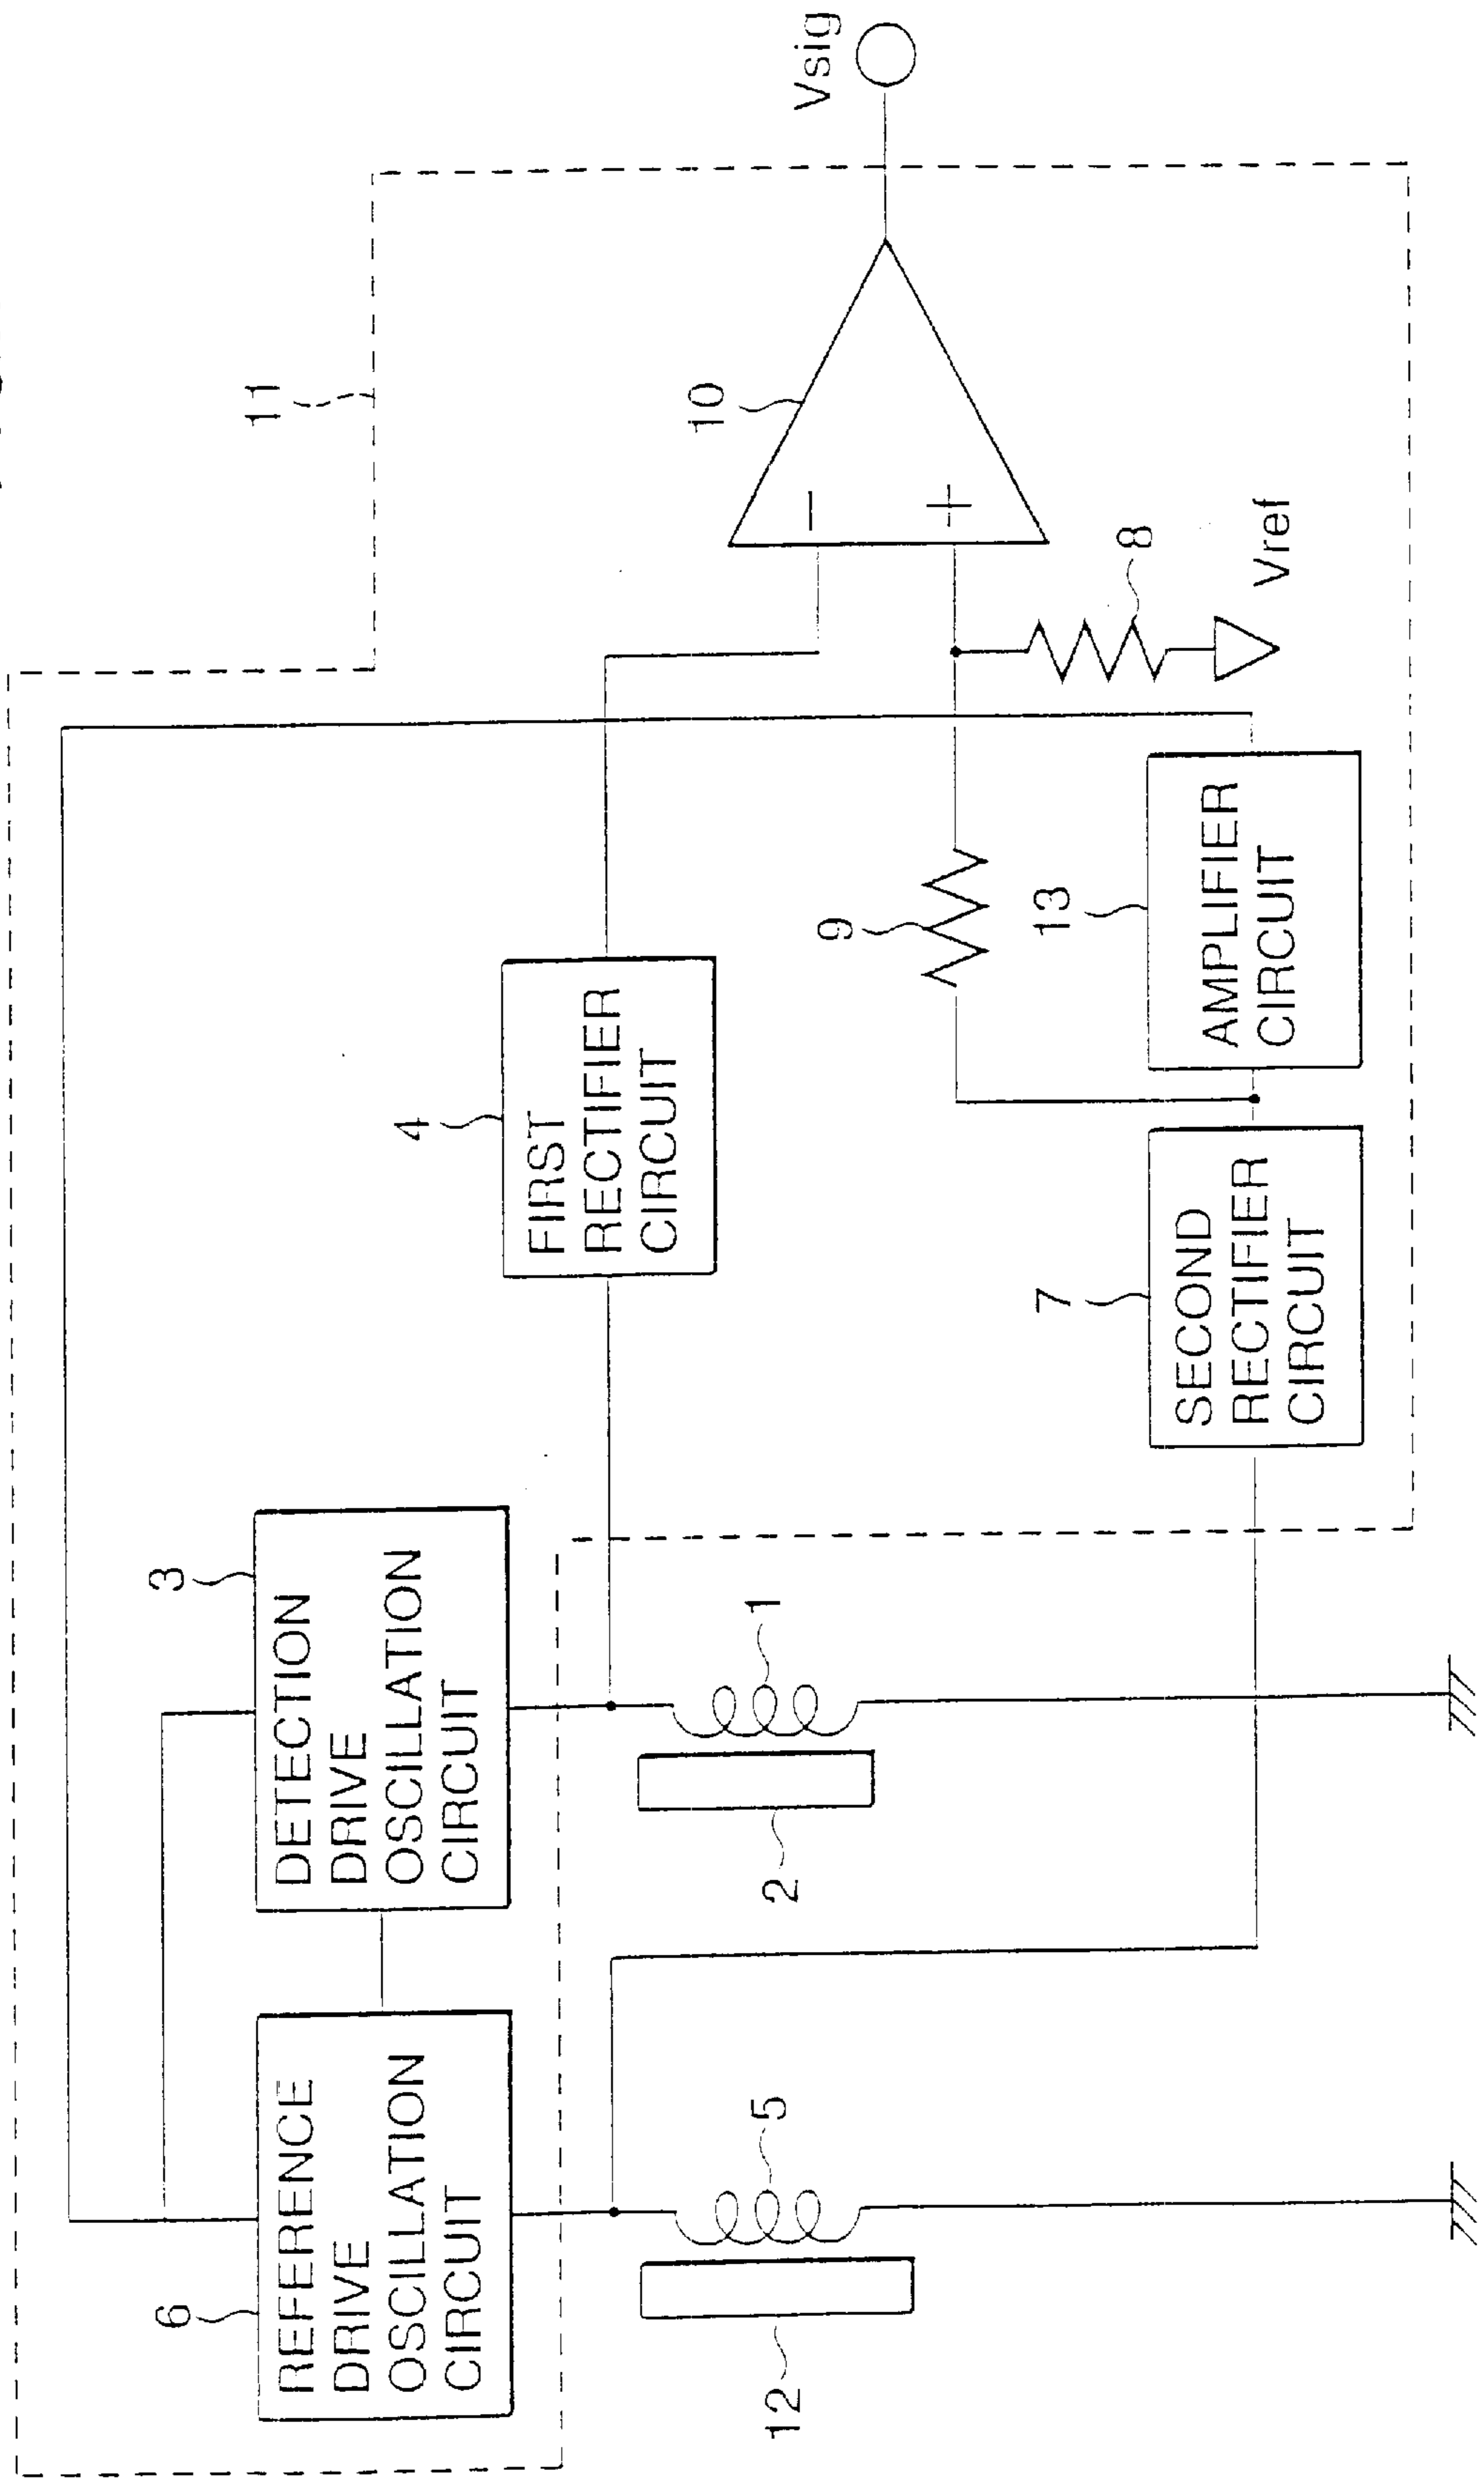 11
Vsig
10
−
+
8
Vref
9
13
AMPLIFIER
CIRCUIT
4
FIRST
RECTIFIER
CIRCUIT
7
SECOND
RECTIFIER
CIRCUIT
3
DETECTION
DRIVE
OSCILLATION
CIRCUIT
1
2
6
REFERENCE
DRIVE
OSCILLATION
CIRCUIT
5
12